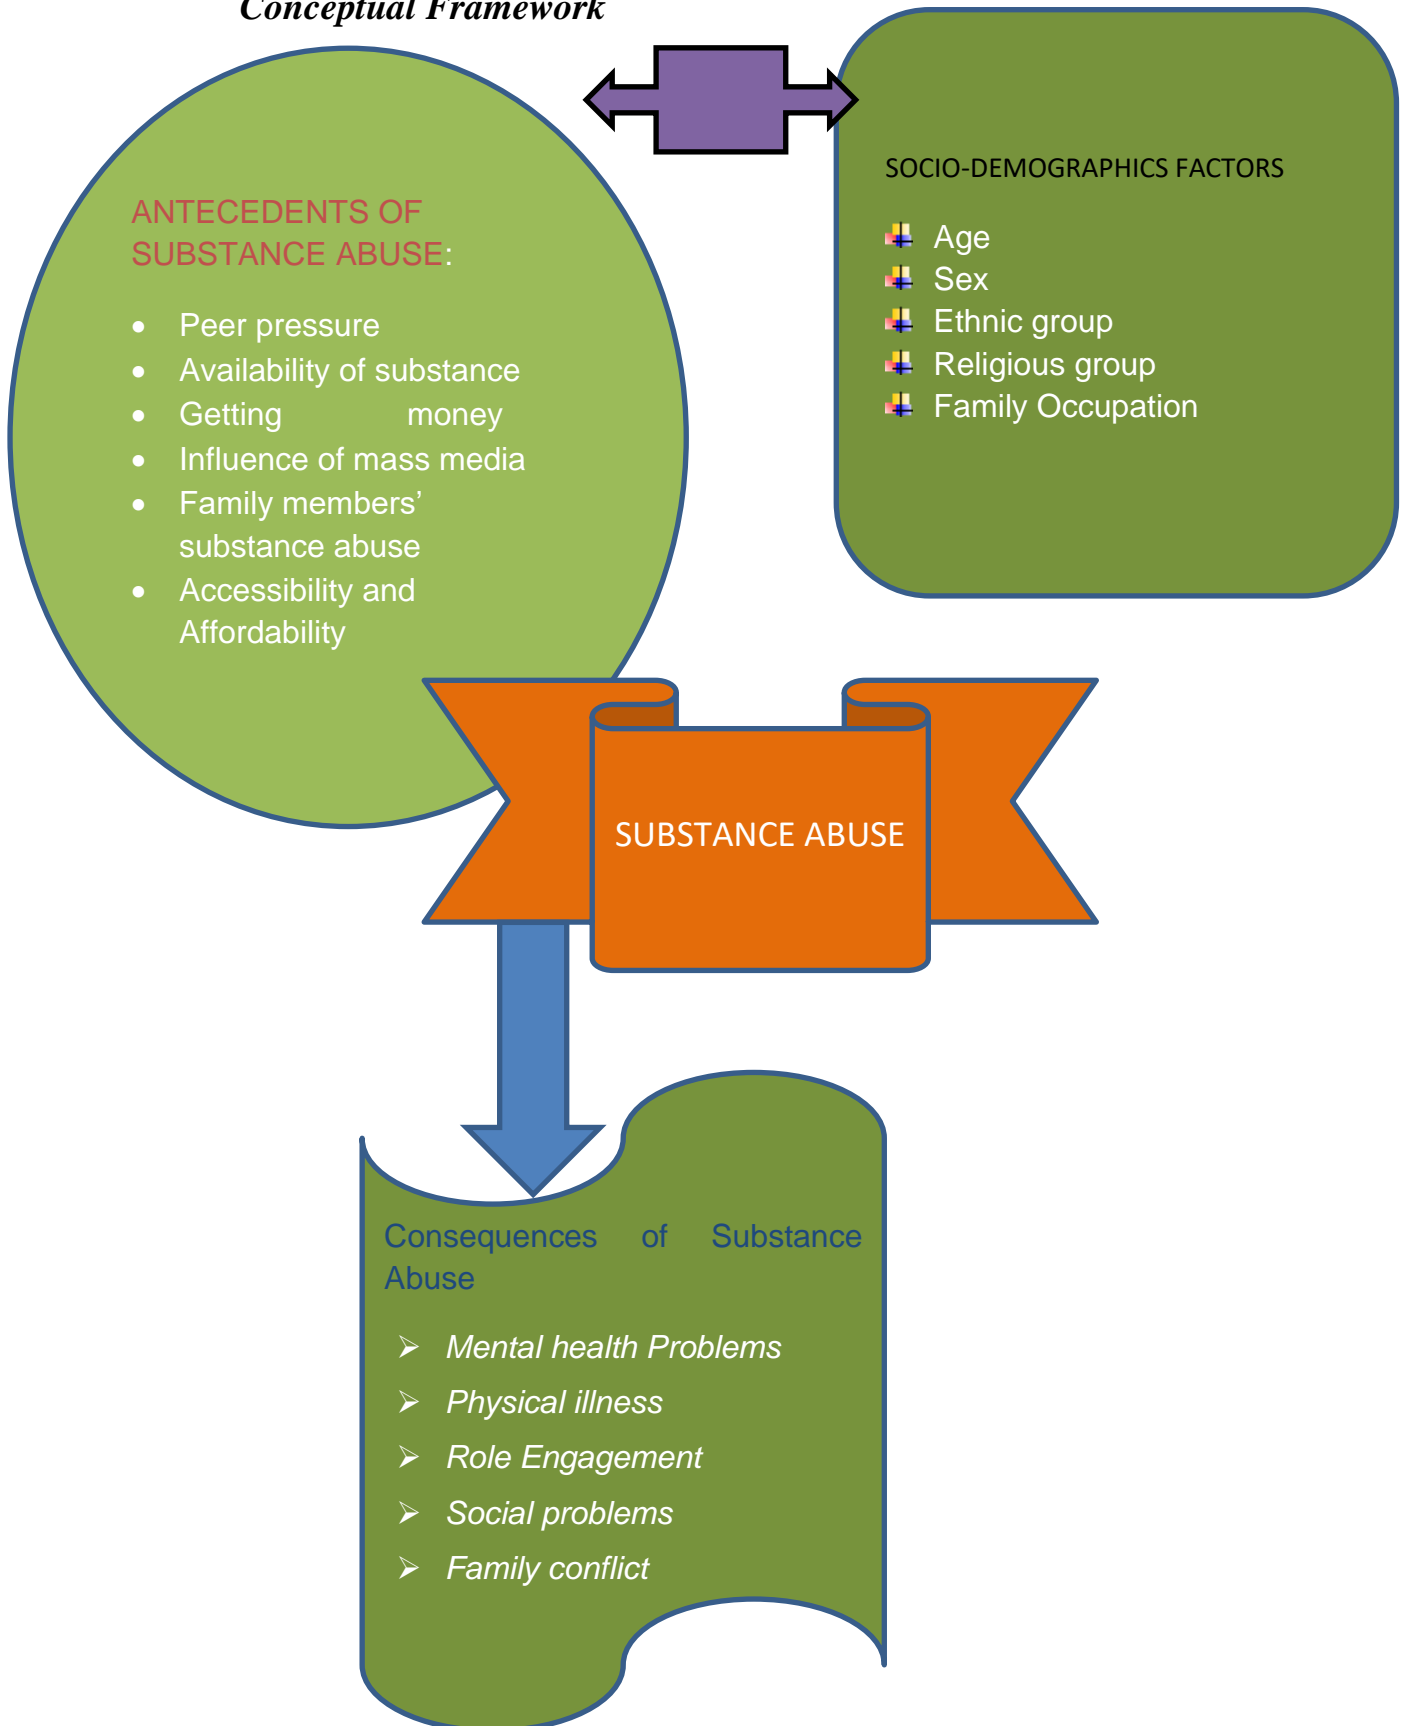 Conceptual Framework
ANTECEDENTS OF
SUBSTANCE ABUSE:
• Peer pressure
• Availability of substance
• Getting money
• Influence of mass media
• Family members’
substance abuse
• Accessibility and
Affordability
SOCIO-DEMOGRAPHICS FACTORS
Age
Sex
Ethnic group
Religious group
Family Occupation
SUBSTANCE ABUSE
Consequences of Substance
Abuse
➢ Mental health Problems
➢ Physical illness
➢ Role Engagement
➢ Social problems
➢ Family conflict